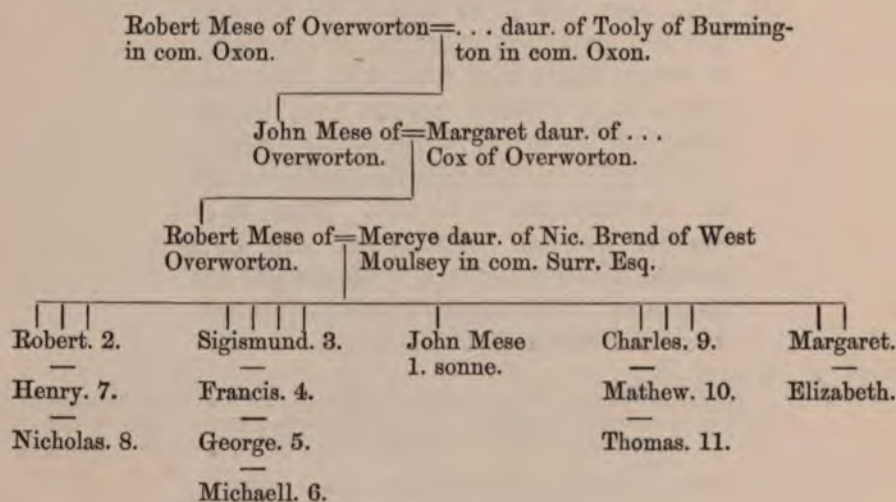 Robert Mese of Overworton=. . . daur. of Tooly of Burming-
in com. Oxon. ton in com. Oxon.
John Mese of=Margaret daur. of . . .
Overworton. Cox of Overworton.
Robert Mese of=Mercye daur. of Nic. Brend of West
Overworton. Moulsey in com. Surr. Esq.
Robert. 2. Sigismund. 3. John Mese Charles. 9. Margaret.
1. sonne.
Henry. 7. Francis. 4. Mathew. 10. Elizabeth.
Nicholas. 8. George. 5. Thomas. 11.
Michaell. 6.